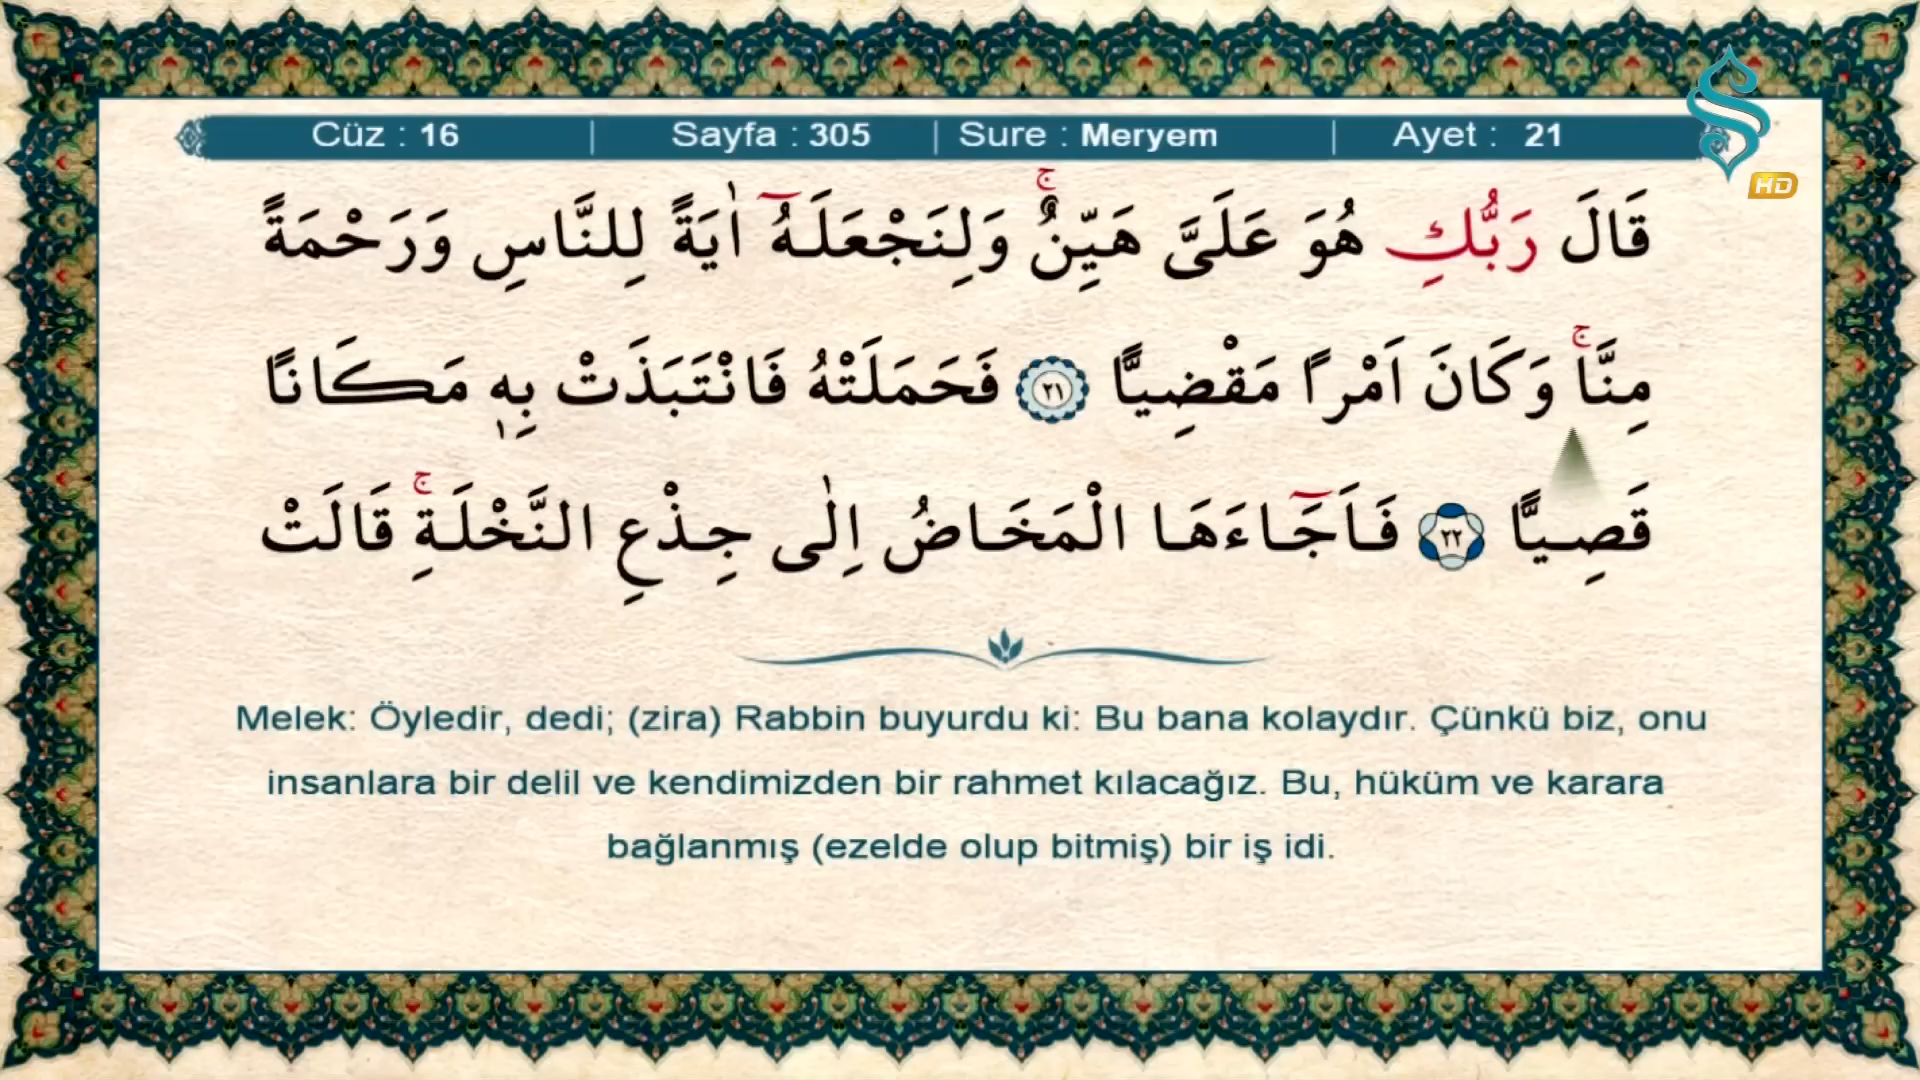 Cüz : 16 | Sayfa : 305 | Sure : Meryem | Ayet : 21
HD
قَالَ رَبُّكِ هُوَ عَلَىَّ هَيِّنٌۚ وَلِنَجْعَلَهُٓ اٰيَةً لِلنَّاسِ وَرَحْمَةً
مِنَّاۚ وَكَانَ اَمْرًا مَقْضِيًّا ٢١ فَحَمَلَتْهُ فَانْتَبَذَتْ بِه۪ مَكَانًا
قَصِيًّا ٢٢ فَاَجَٓاءَهَا الْمَخَاضُ اِلٰى جِذْعِ النَّخْلَةِۚ قَالَتْ
Melek: Öyledir, dedi; (zira) Rabbin buyurdu ki: Bu bana kolaydır. Çünkü biz, onu
insanlara bir delil ve kendimizden bir rahmet kılacağız. Bu, hüküm ve karara
bağlanmış (ezelde olup bitmiş) bir iş idi.